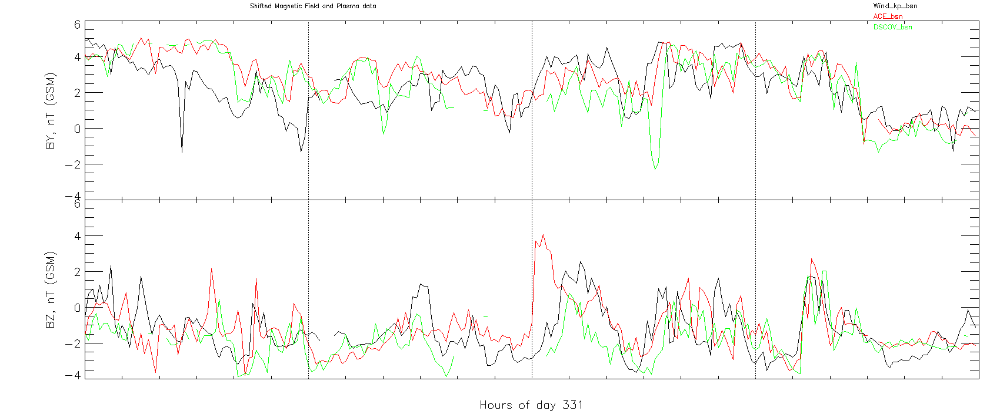 Shifted Magnetic Field and Plasma data
Wind_kp_bsn
ACE_bsn
DSCOV_bsn
BY, nT (GSM)
6
4
2
0
−2
−4
BZ, nT (GSM)
6
4
2
0
−2
−4
Hours of day 331